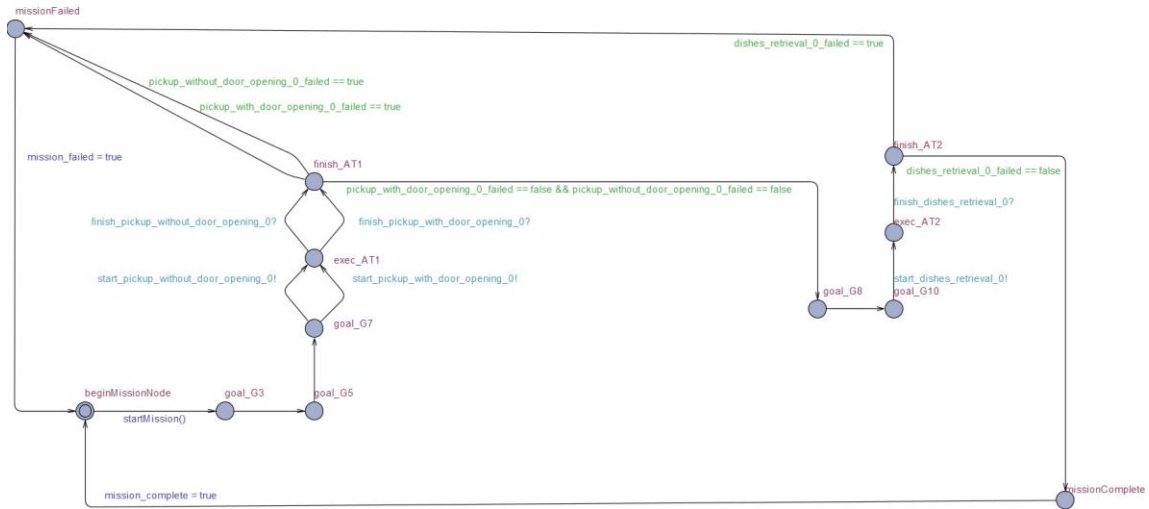 missionFailed
dishes_retrieval_0_failed == true
pickup_without_door_opening_0_failed == true
pickup_with_door_opening_0_failed == true
mission_failed = true
finish_AT2
finish_AT1
dishes_retrieval_0_failed == false
pickup_with_door_opening_0_failed == false && pickup_without_door_opening_0_failed == false
finish_dishes_retrieval_0?
finish_pickup_without_door_opening_0?
finish_pickup_with_door_opening_0?
exec_AT2
exec_AT1
start_pickup_without_door_opening_0!
start_pickup_with_door_opening_0!
start_dishes_retrieval_0!
goal_G8
goal_G10
goal_G7
beginMissionNode
goal_G3
goal_G5
startMission()
missionComplete
mission_complete = true